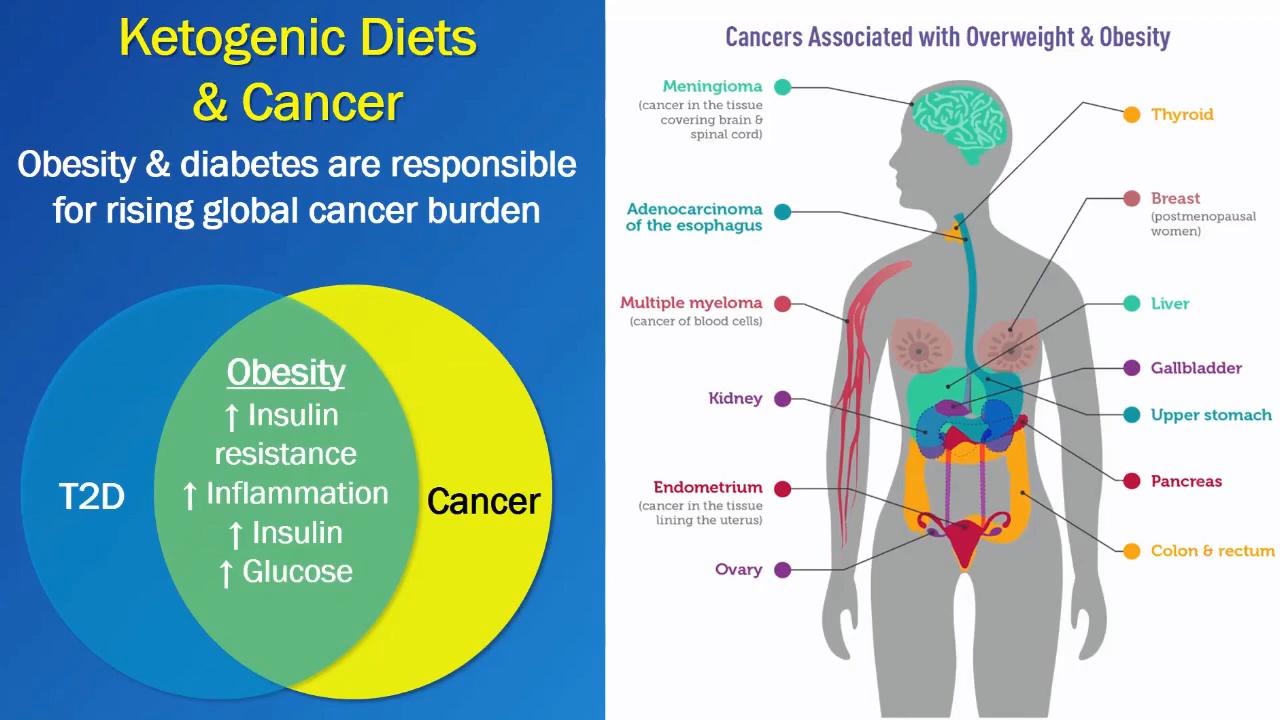 Ketogenic Diets
& Cancer
Obesity & diabetes are responsible
for rising global cancer burden
Obesity
↑ Insulin
resistance
↑ Inflammation
↑ Insulin
↑ Glucose
T2D
Cancer
Cancers Associated with Overweight & Obesity
Meningioma
(cancer in the tissue
covering brain &
spinal cord)
Adenocarcinoma
of the esophagus
Multiple myeloma
(cancer of blood cells)
Kidney
Endometrium
(cancer in the tissue
lining the uterus)
Ovary
Thyroid
Breast
(postmenopausal
women)
Liver
Gallbladder
Upper stomach
Pancreas
Colon & rectum